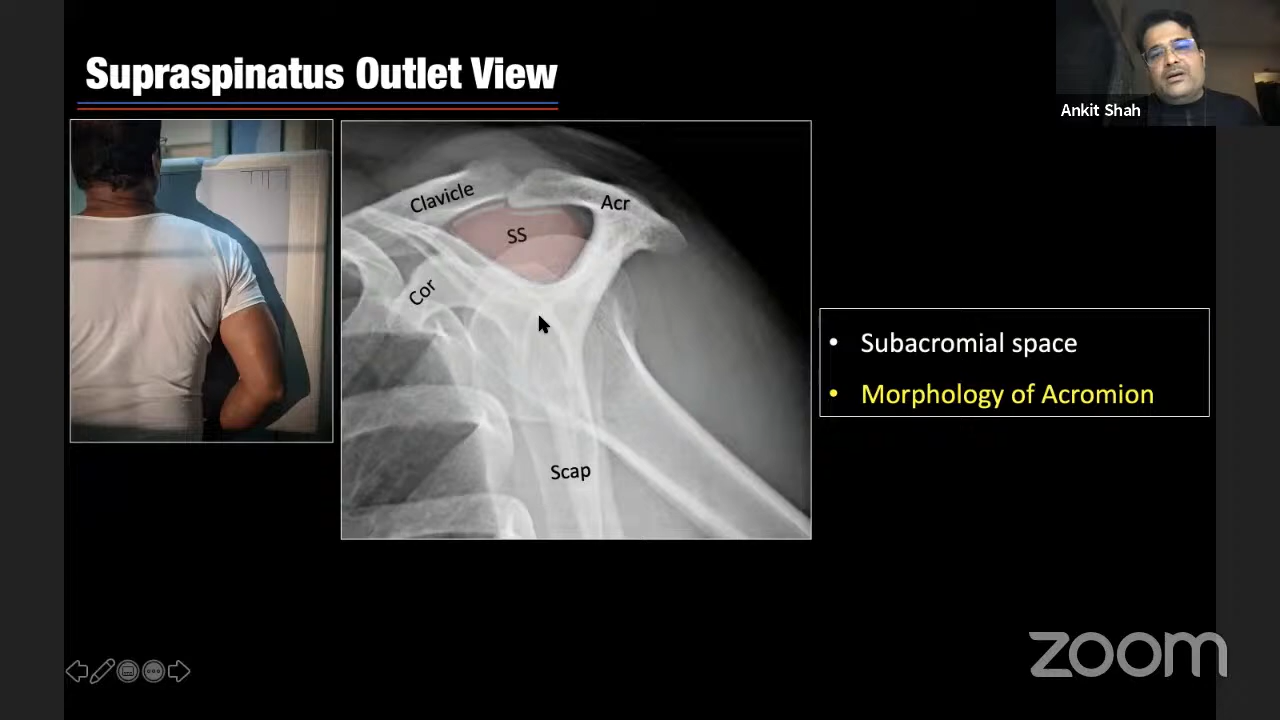 Supraspinatus Outlet View
Ankit Shah
Clavicle
Acr
SS
Cor
Scap
• Subacromial space
• Morphology of Acromion
zoom